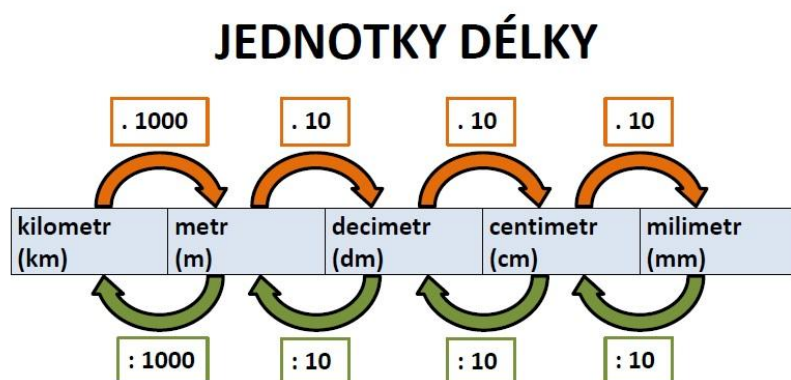 JEDNOTKY DÉLKY
. 1000 . 10 . 10 . 10
kilometr metr decimetr centimetr milimetr
(km) (m) (dm) (cm) (mm)
: 1000 : 10 : 10 : 10